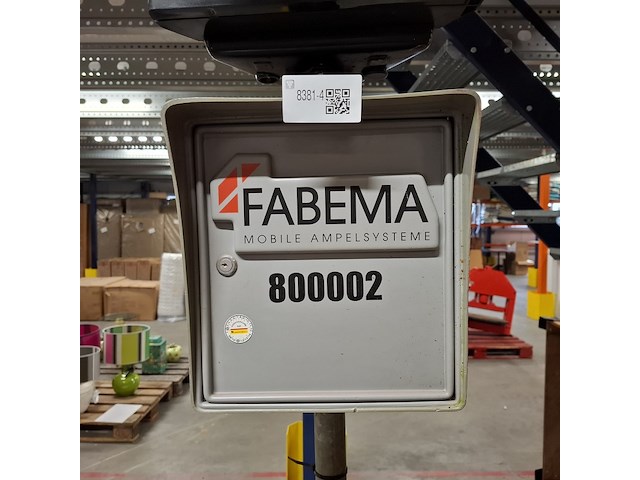 8381-4
FABEMA
MOBILE AMPELSYSTEME
800002